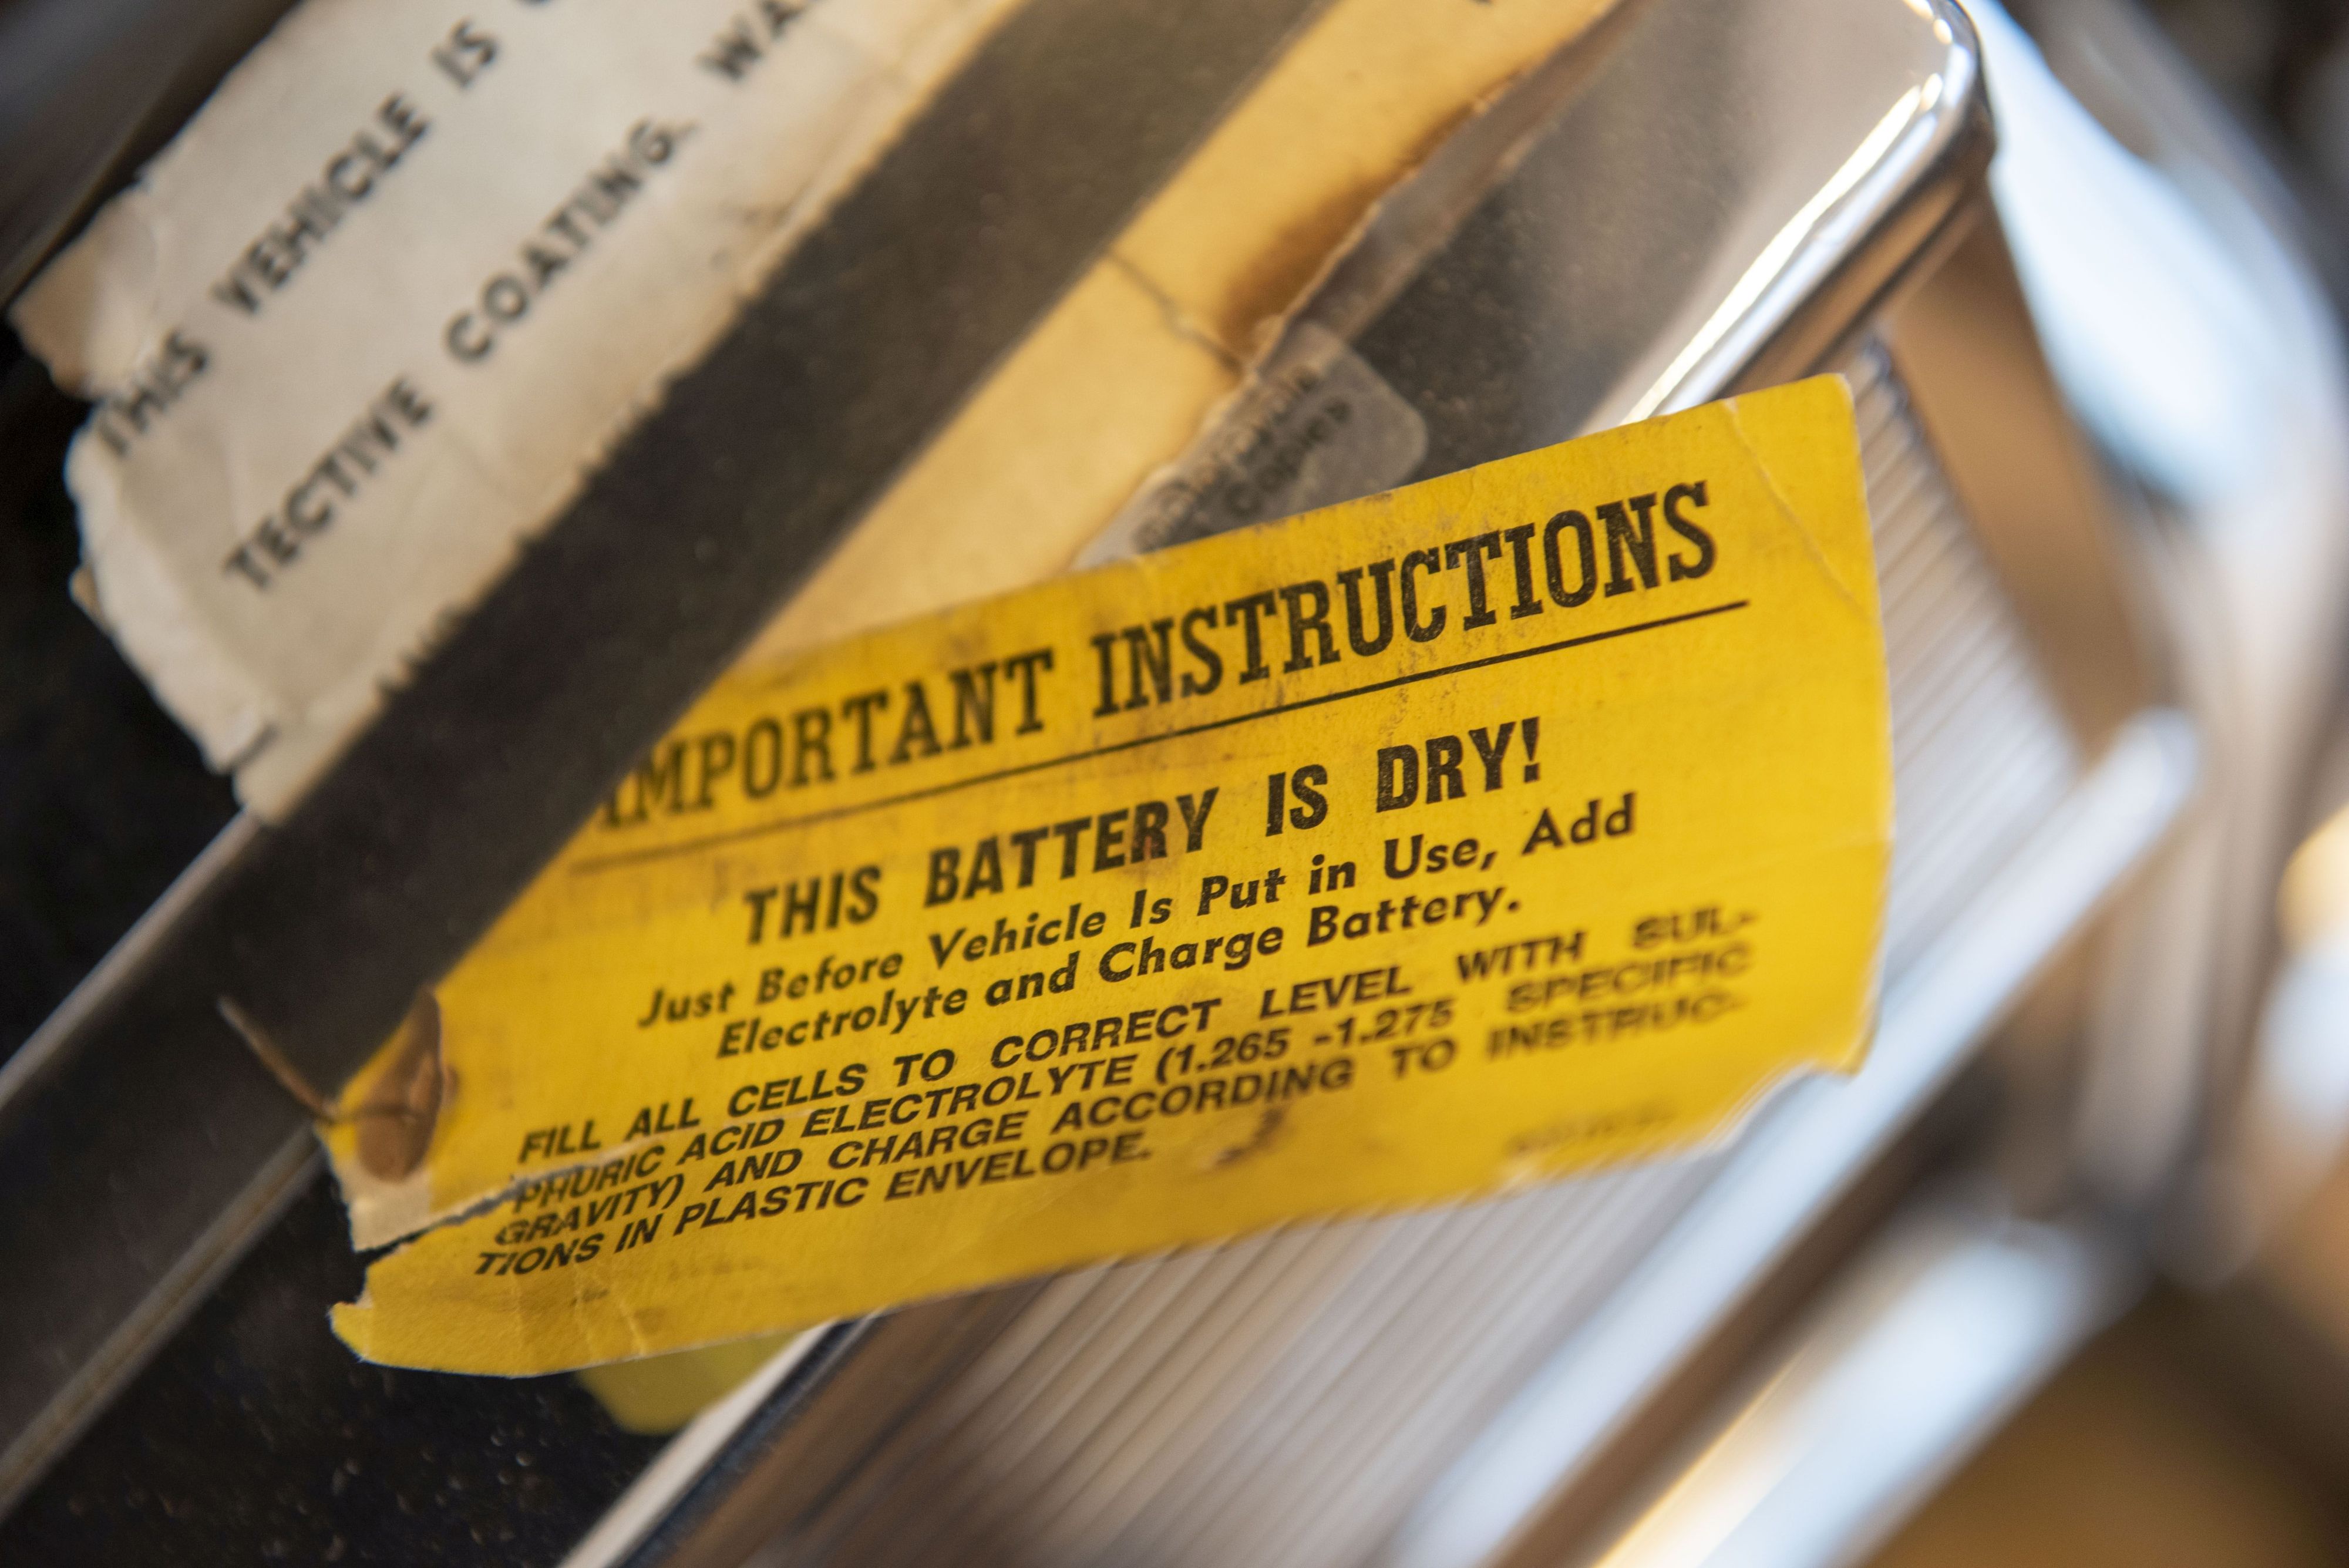 THIS VEHICLE IS
TECTIVE COATING.
IMPORTANT INSTRUCTIONS
THIS BATTERY IS DRY!
Just Before Vehicle Is Put in Use, Add
Electrolyte and Charge Battery.
FILL ALL CELLS TO CORRECT LEVEL WITH SUL-
PHURIC ACID ELECTROLYTE (1.265 -1.275 SPECIFIC
GRAVITY) AND CHARGE ACCORDING TO INSTRUC-
TIONS IN PLASTIC ENVELOPE.